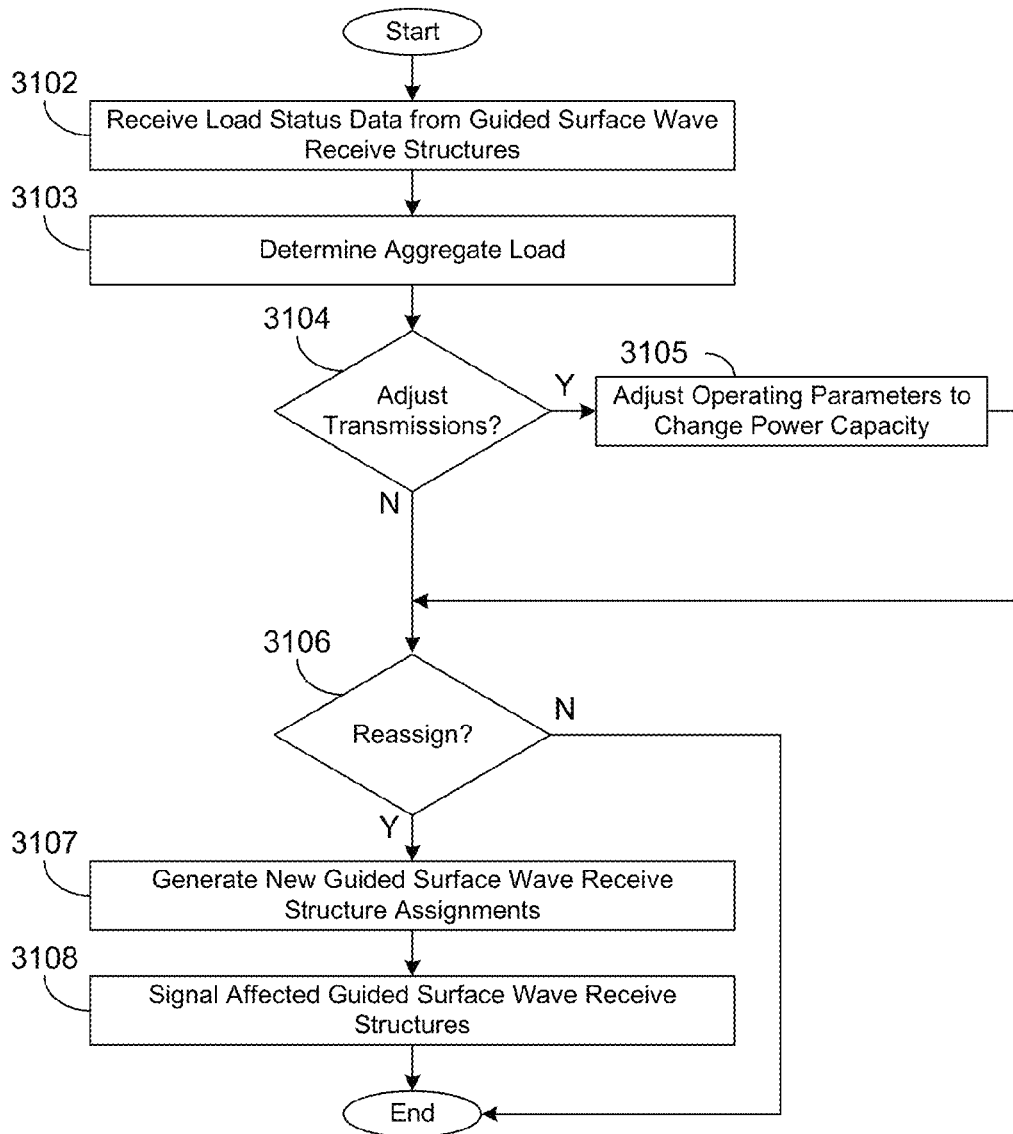 Start
3102
Receive Load Status Data from Guided Surface Wave
Receive Structures
3103
Determine Aggregate Load
3104
Adjust
Transmissions?
Y
3105
Adjust Operating Parameters to
Change Power Capacity
N
3106
Reassign?
N
Y
3107
Generate New Guided Surface Wave Receive
Structure Assignments
3108
Signal Affected Guided Surface Wave Receive
Structures
End